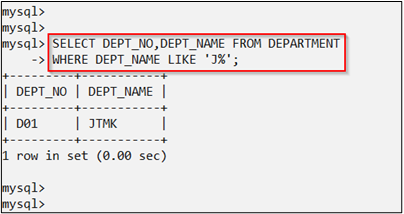 mysql>
mysql>
mysql> SELECT DEPT_NO,DEPT_NAME FROM DEPARTMENT
    -> WHERE DEPT_NAME LIKE 'J%';
+---------+-----------+
| DEPT_NO | DEPT_NAME |
+---------+-----------+
| D01     | JTMK      |
+---------+-----------+
1 row in set (0.00 sec)

mysql>
mysql>